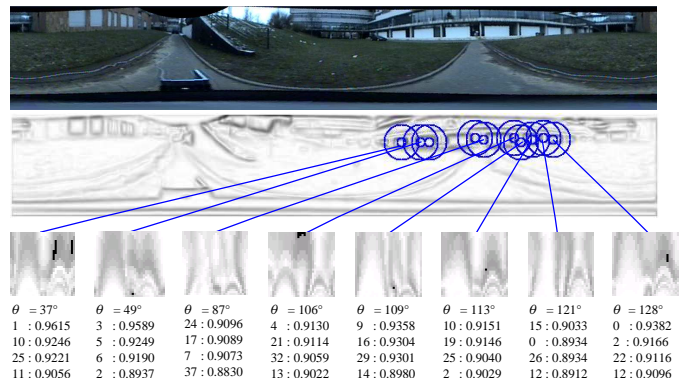 θ = 37° θ = 49° θ = 87° θ = 106° θ = 109° θ = 113° θ = 121° θ = 128°
1 : 0.9615 3 : 0.9589 24 : 0.9096 4 : 0.9130 9 : 0.9358 10 : 0.9151 15 : 0.9033 0 : 0.9382
10 : 0.9246 5 : 0.9249 17 : 0.9089 21 : 0.9114 16 : 0.9304 19 : 0.9146 0 : 0.8934 2 : 0.9166
25 : 0.9221 6 : 0.9190 7 : 0.9073 32 : 0.9059 29 : 0.9301 25 : 0.9040 26 : 0.8934 22 : 0.9116
11 : 0.9056 2 : 0.8937 37 : 0.8830 13 : 0.9022 14 : 0.8980 2 : 0.9029 12 : 0.8912 12 : 0.9096